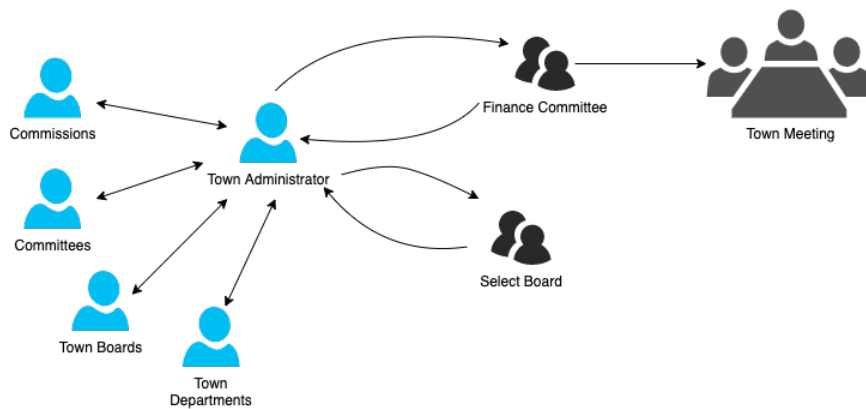 Finance Committee
Town Meeting
Commissions
Town Administrator
Committees
Select Board
Town Boards
Town
Departments